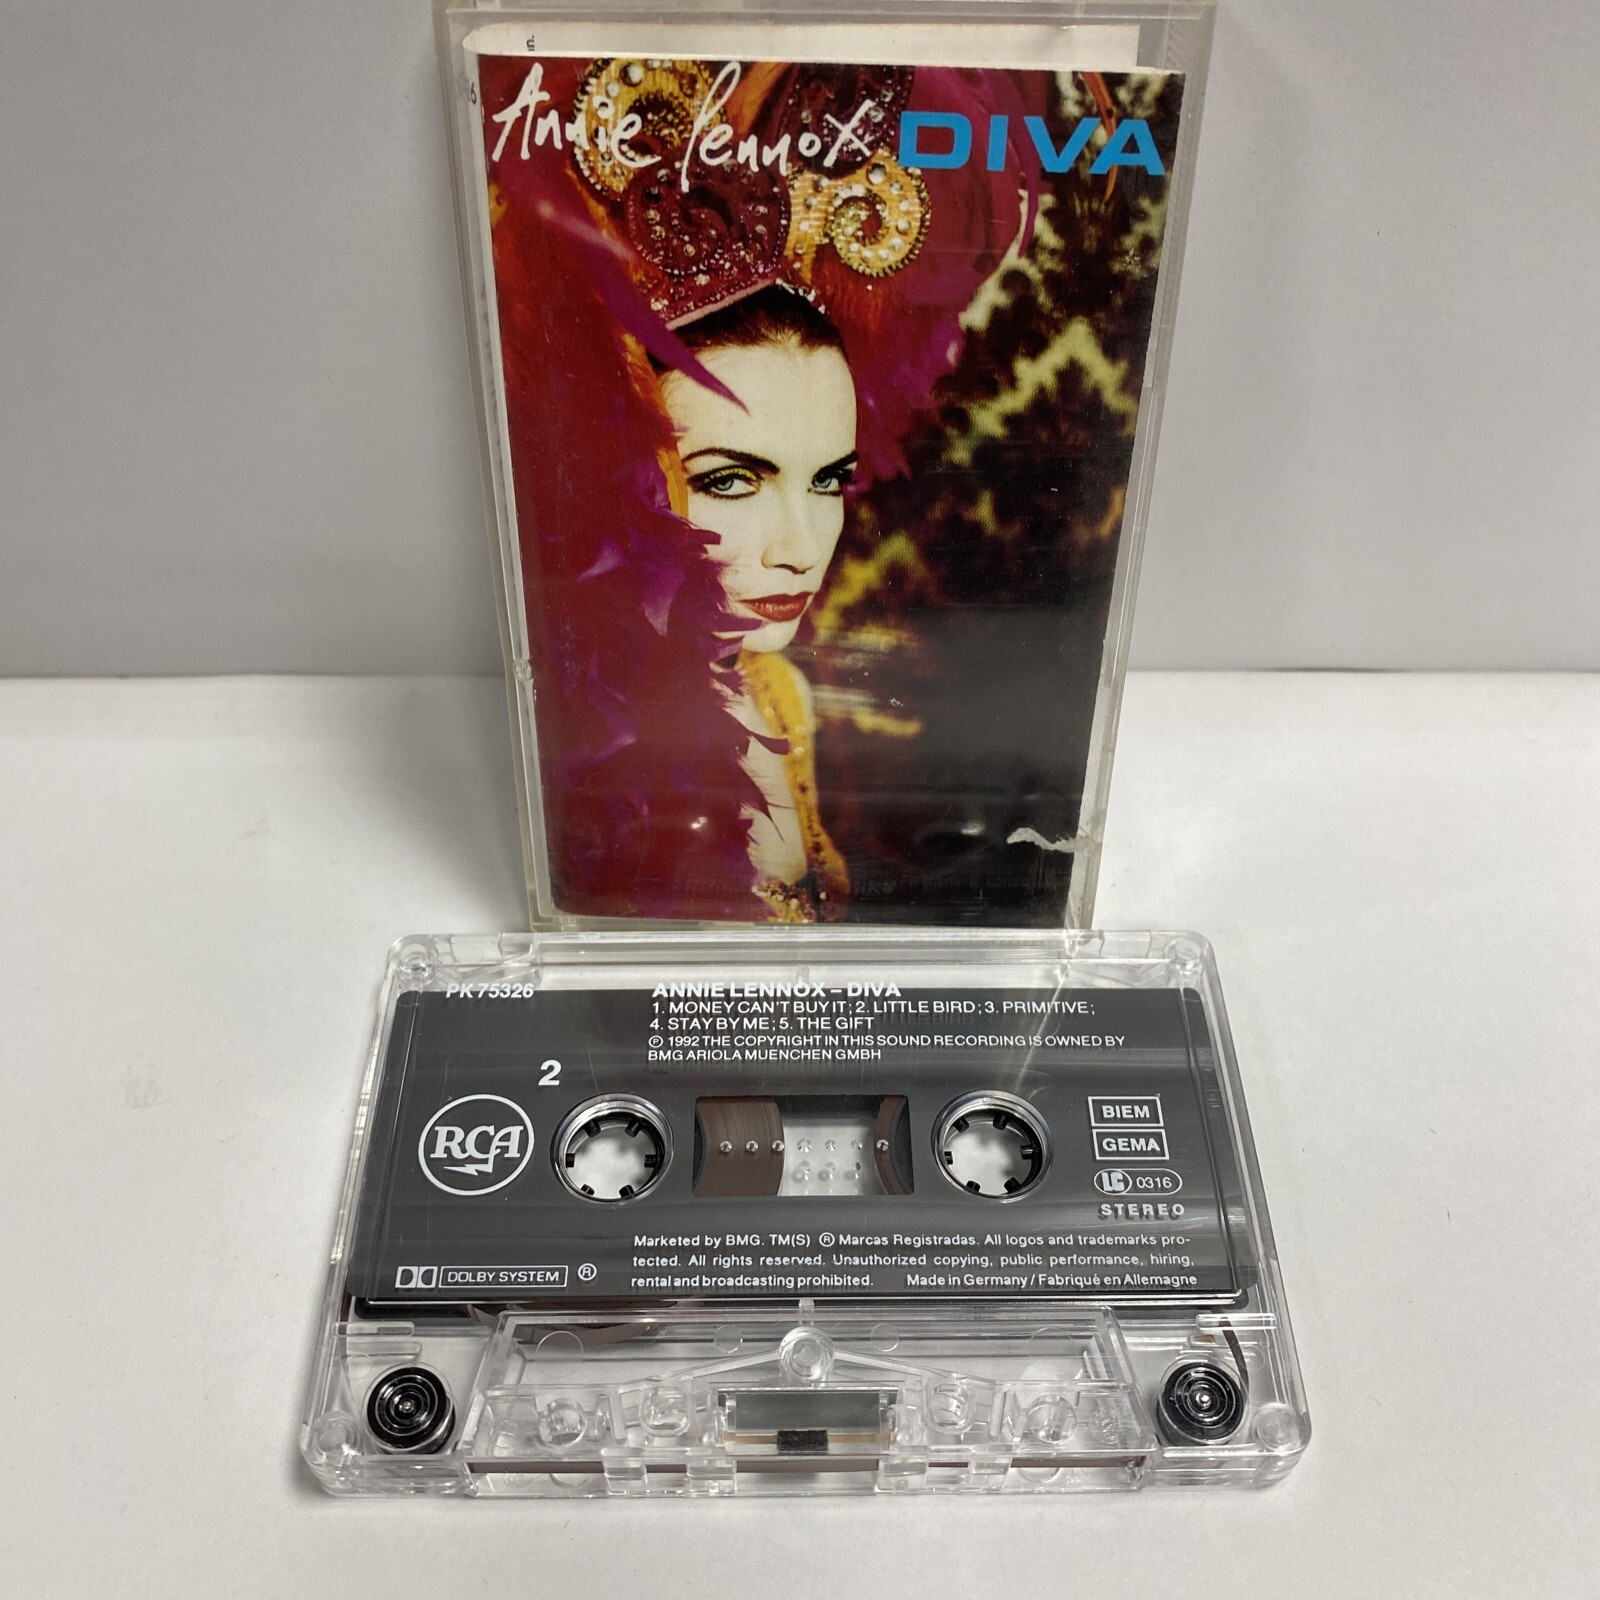 Annie Lennox DIVA
PK 75326
ANNIE LENNOX – DIVA
1. MONEY CAN'T BUY IT; 2. LITTLE BIRD; 3. PRIMITIVE;
4. STAY BY ME; 5. THE GIFT
℗ 1992 THE COPYRIGHT IN THIS SOUND RECORDING IS OWNED BY
BMG ARIOLA MUENCHEN GMBH
2
RCA
BIEM
GEMA
LC 0316
STEREO
Marketed by BMG. TM(S) ® Marcas Registradas. All logos and trademarks pro-
tected. All rights reserved. Unauthorized copying, public performance, hiring,
rental and broadcasting prohibited. Made in Germany / Fabriqué en Allemagne
DOLBY SYSTEM ®